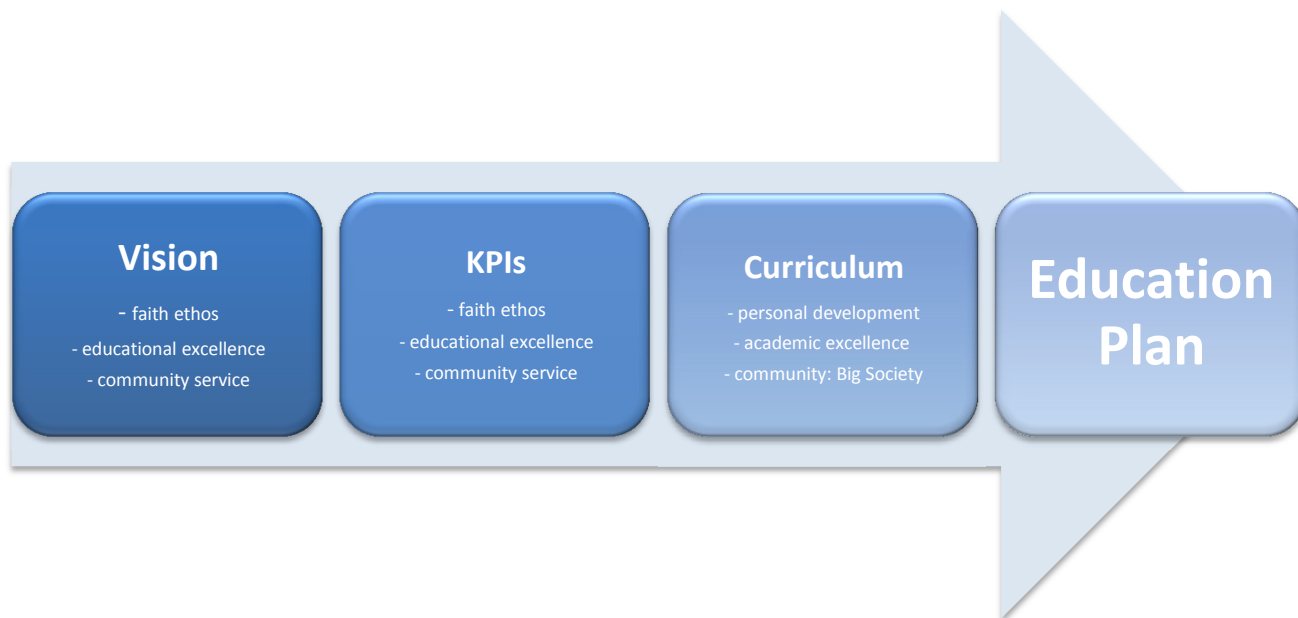 Vision
- faith ethos
- educational excellence
- community service
KPIs
- faith ethos
- educational excellence
- community service
Curriculum
- personal development
- academic excellence
- community: Big Society
Education
Plan